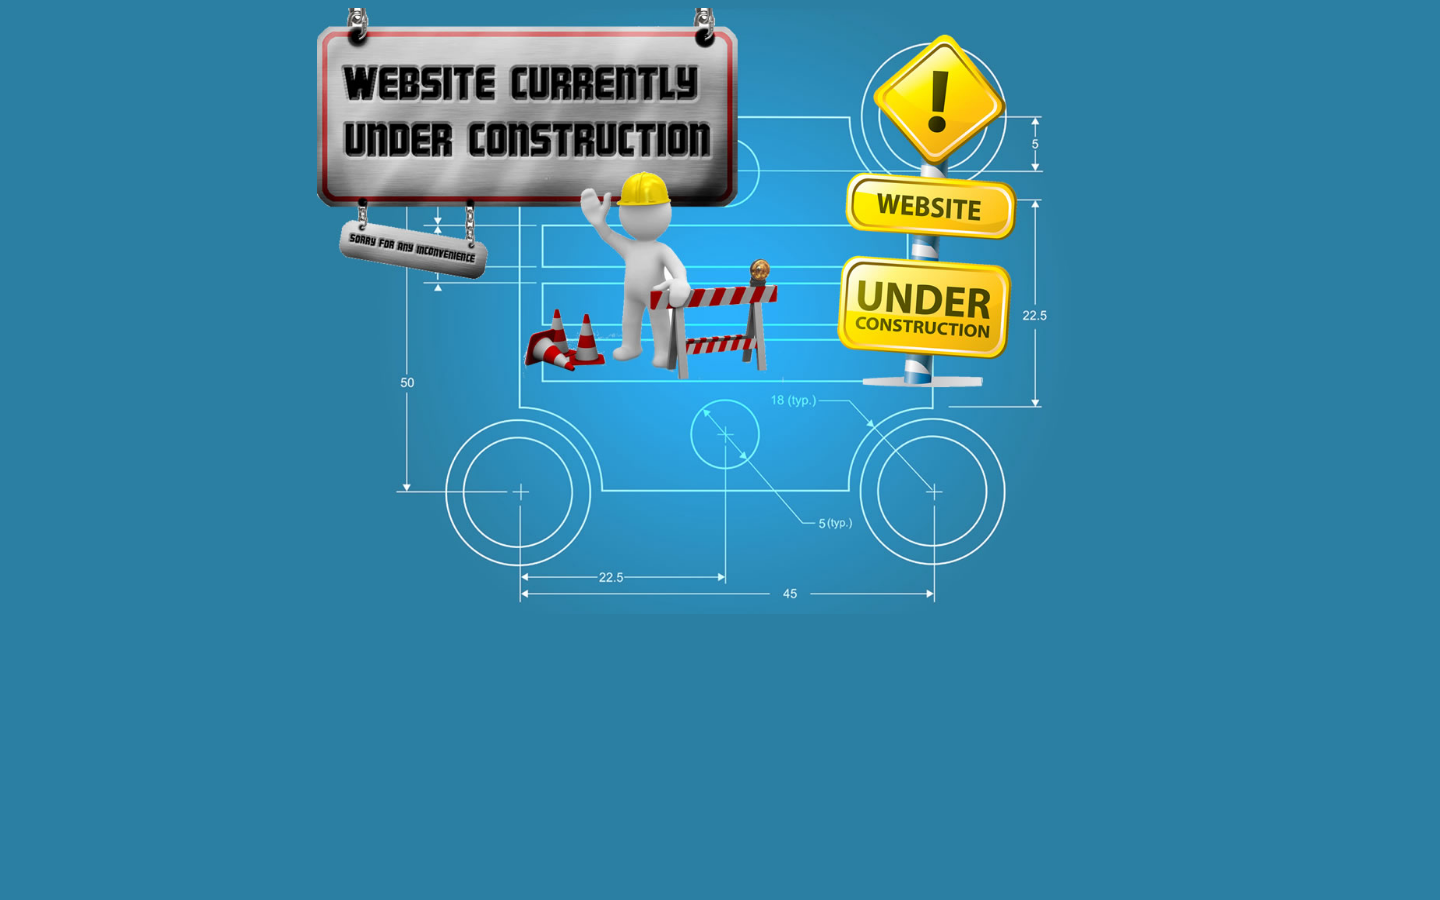 WEBSITE CURRENTLY
UNDER CONSTRUCTION
SORRY FOR ANY INCONVENIENCE
!
WEBSITE
UNDER
CONSTRUCTION
5
22.5
50
18 (typ.)
5(typ.)
22.5
45